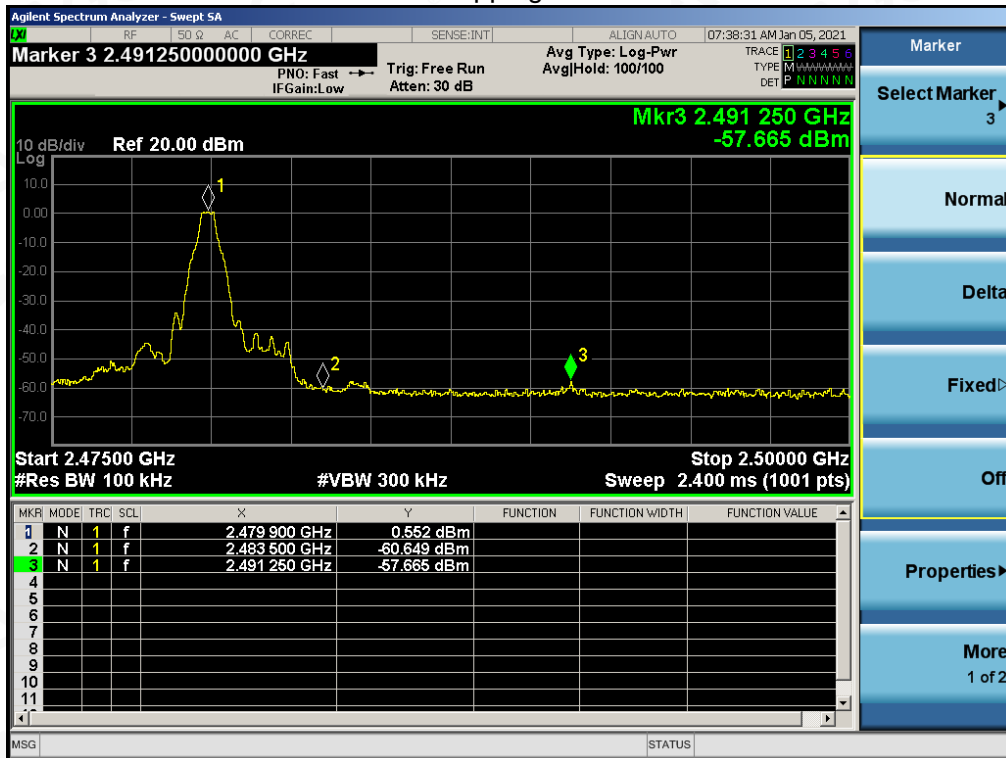 Agilent Spectrum Analyzer - Swept SA
LXI RF 50 Ω AC CORREC SENSE:INT ALIGN AUTO 07:38:31 AM Jan 05, 2021
Marker 3 2.491250000000 GHz
PNO: Fast
IFGain:Low
Trig: Free Run
Atten: 30 dB
Avg Type: Log-Pwr
Avg|Hold: 100/100
TRACE 1 2 3 4 5 6
TYPE M WWWWW
DET P N N N N N
Mkr3 2.491 250 GHz
-57.665 dBm
10 dB/div Ref 20.00 dBm
Log
10.0
0.00
-10.0
-20.0
-30.0
-40.0
-50.0
-60.0
-70.0
1
2
3
Start 2.47500 GHz Stop 2.50000 GHz
#Res BW 100 kHz #VBW 300 kHz Sweep 2.400 ms (1001 pts)
MKR MODE TRC SCL X Y FUNCTION FUNCTION WIDTH FUNCTION VALUE
1 N 1 f 2.479 900 GHz 0.552 dBm
2 N 1 f 2.483 500 GHz -60.649 dBm
3 N 1 f 2.491 250 GHz -57.665 dBm
4
5
6
7
8
9
10
11
MSG STATUS
Marker
Select Marker
3
Normal
Delta
Fixed
Off
Properties
More
1 of 2